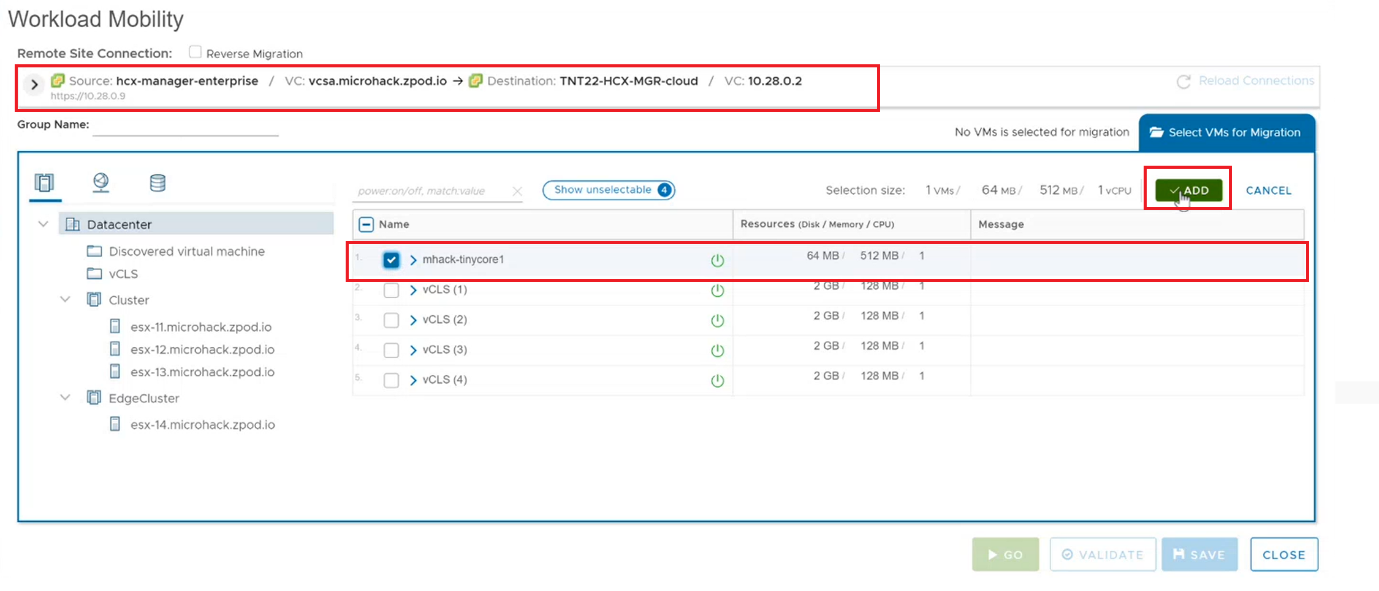 Workload Mobility
Remote Site Connection: Reverse Migration
Source: hcx-manager-enterprise / VC: vcsa.microhack.zpod.io → Destination: TNT22-HCX-MGR-cloud / VC: 10.28.0.2
https://10.28.0.9
Reload Connections
Group Name:
No VMs is selected for migration
Select VMs for Migration
power:on/off, match:value
Show unselectable 4
Selection size: 1 VMs / 64 MB / 512 MB / 1 vCPU
ADD
CANCEL
Datacenter
Discovered virtual machine
vCLS
Cluster
esx-11.microhack.zpod.io
esx-12.microhack.zpod.io
esx-13.microhack.zpod.io
EdgeCluster
esx-14.microhack.zpod.io
Name Resources (Disk / Memory / CPU) Message
1. mhack-tinycore1 64 MB / 512 MB / 1
2. vCLS (1) 2 GB / 128 MB / 1
3. vCLS (2) 2 GB / 128 MB / 1
4. vCLS (3) 2 GB / 128 MB / 1
5. vCLS (4) 2 GB / 128 MB / 1
GO
VALIDATE
SAVE
CLOSE